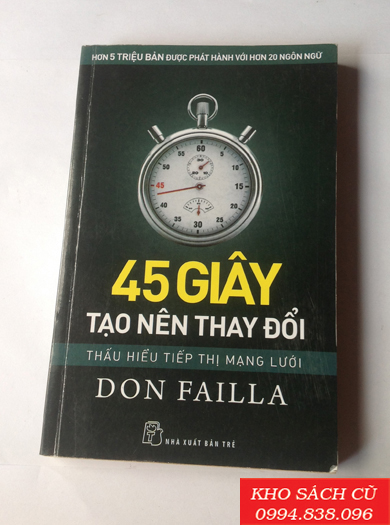 HƠN 5 TRIỆU BẢN ĐƯỢC PHÁT HÀNH VỚI HƠN 20 NGÔN NGỮ
60
55
5
50
10
45
15
40
20
35
25
30
45 GIÂY
TẠO NÊN THAY ĐỔI
THẤU HIỂU TIẾP THỊ MẠNG LƯỚI
DON FAILLA
NHÀ XUẤT BẢN TRẺ
KHO SÁCH CŨ
0994.838.096